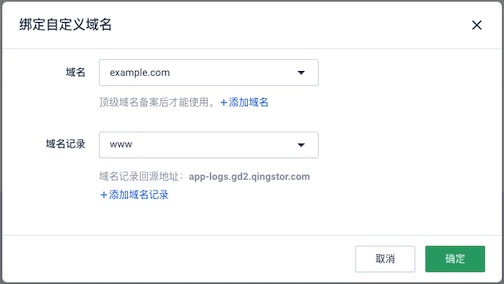 绑定自定义域名
域名
example.com
顶级域名备案后才能使用。+添加域名
域名记录
www
域名记录回源地址：app-logs.gd2.qingstor.com
+添加域名记录
取消
确定